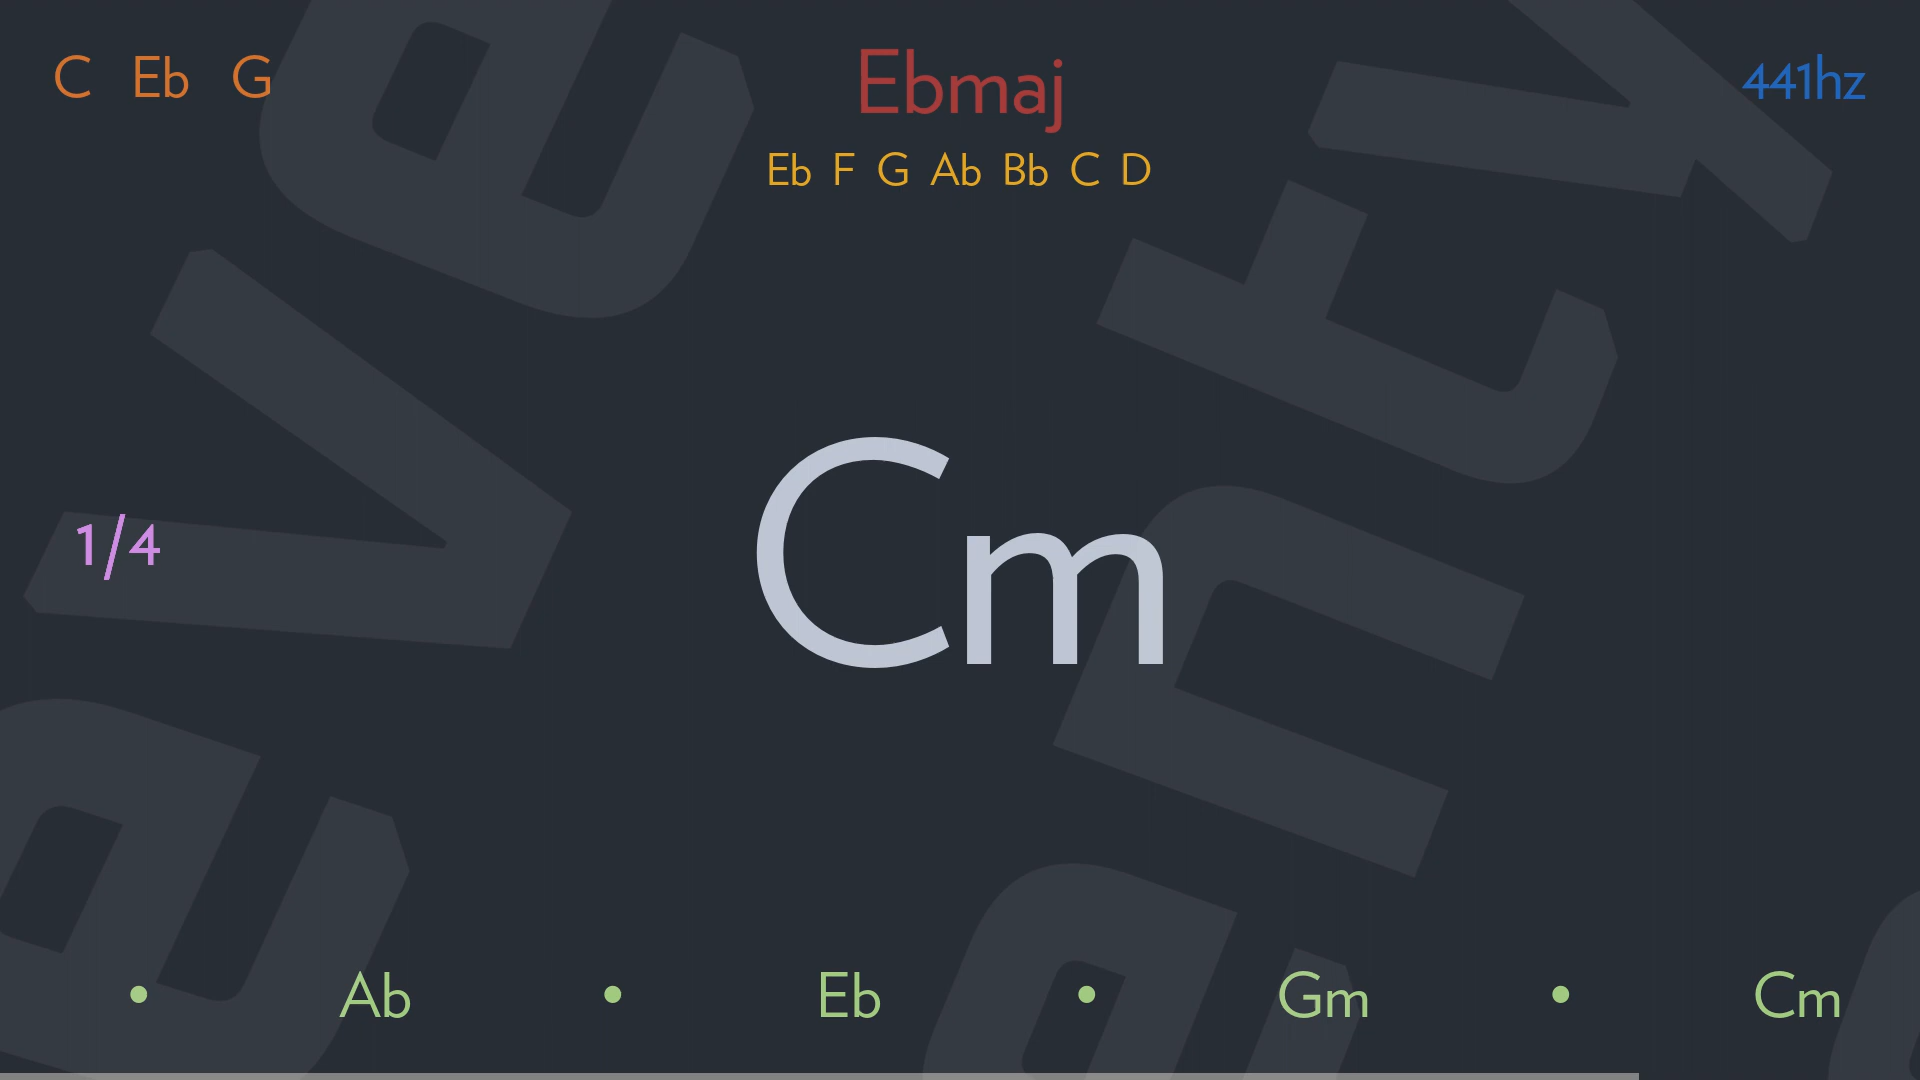 C Eb G
Ebmaj
441hz
Eb F G Ab Bb C D
Cm
1/4
• Ab • Eb • Gm • Cm